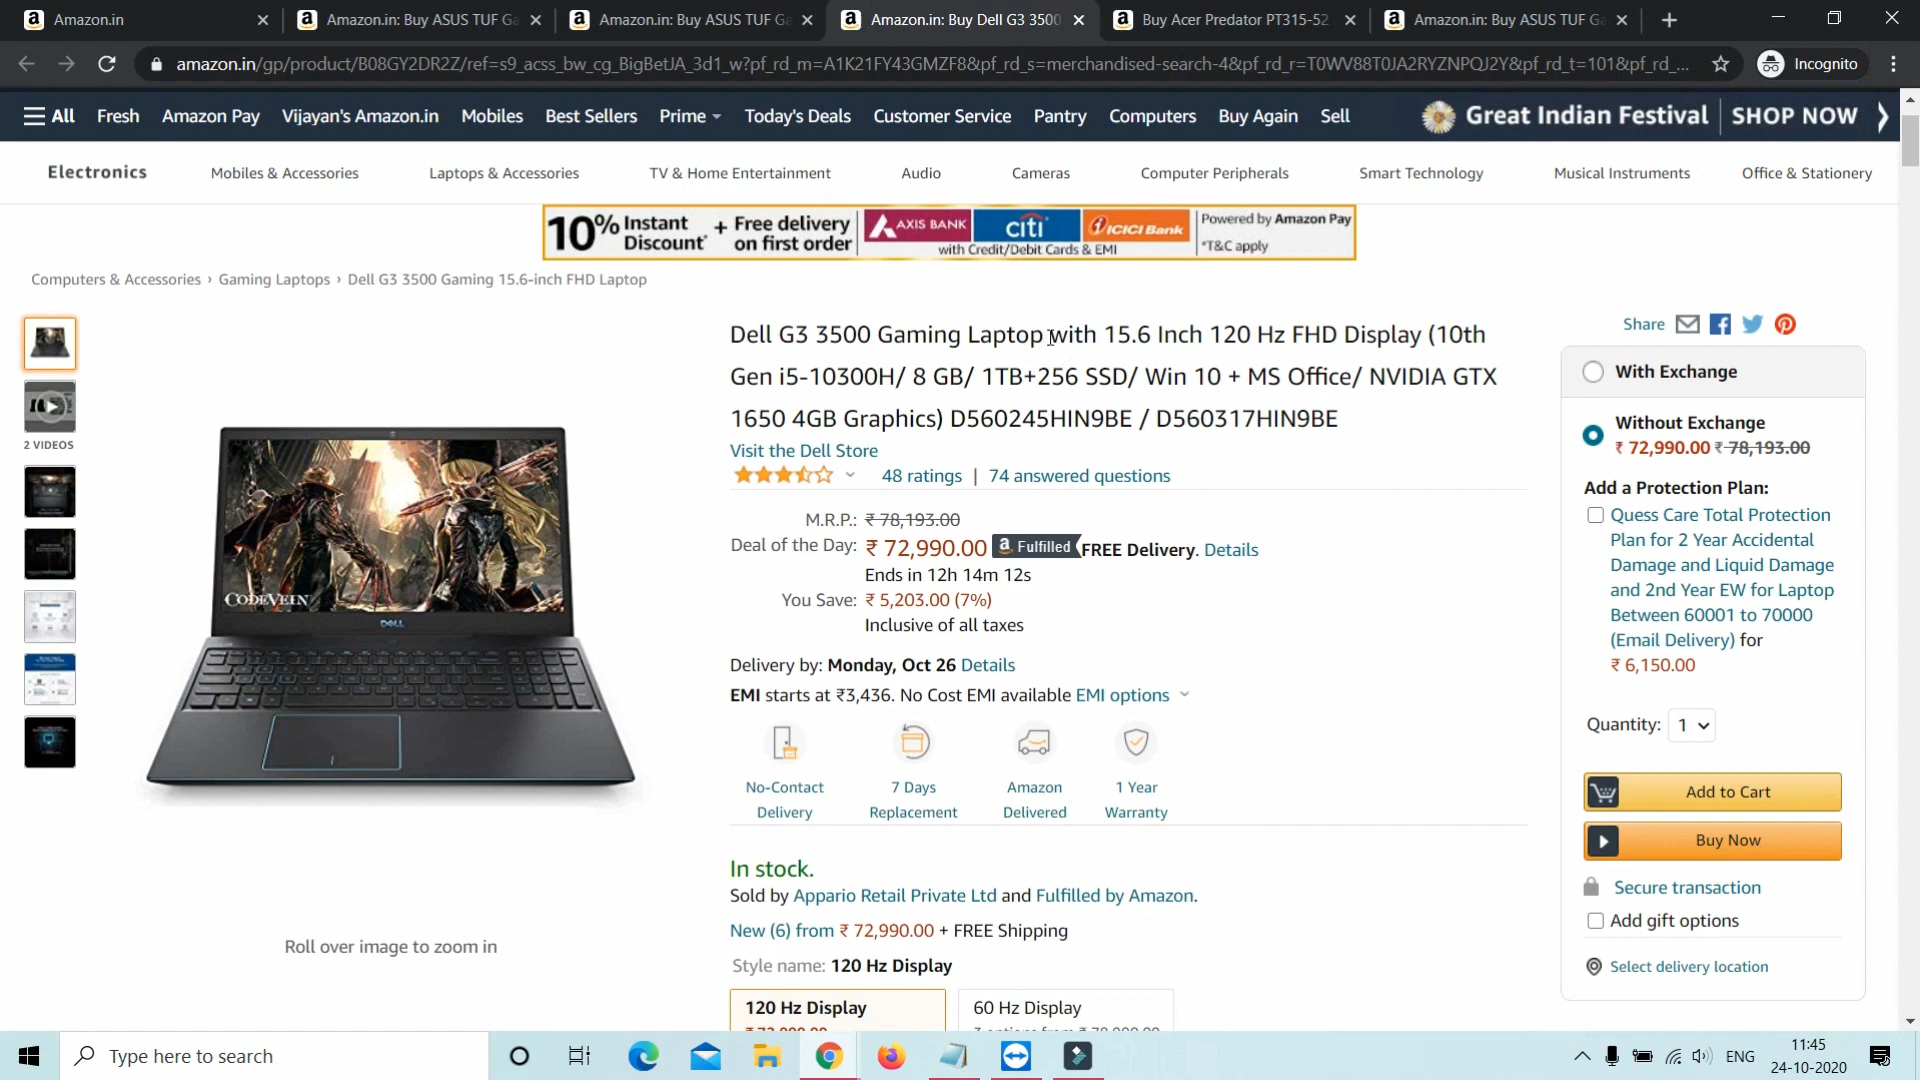 Amazon.in
Amazon.in: Buy ASUS TUF Ga
Amazon.in: Buy ASUS TUF Ga
Amazon.in: Buy Dell G3 3500
Buy Acer Predator PT315-52
Amazon.in: Buy ASUS TUF Ga
amazon.in/gp/product/B08GY2DR2Z/ref=s9_acss_bw_cg_BigBetJA_3d1_w?pf_rd_m=A1K21FY43GMZF8&pf_rd_s=merchandised-search-4&pf_rd_r=T0WV88T0JA2RYZNPQJ2Y&pf_rd_t=101&pf_rd_...
Incognito
All Fresh Amazon Pay Vijayan's Amazon.in Mobiles Best Sellers Prime Today's Deals Customer Service Pantry Computers Buy Again Sell
Great Indian Festival SHOP NOW
Electronics Mobiles & Accessories Laptops & Accessories TV & Home Entertainment Audio Cameras Computer Peripherals Smart Technology Musical Instruments Office & Stationery
10% Instant Discount* + Free delivery on first order
AXIS BANK citi ICICI Bank
with Credit/Debit Cards & EMI
Powered by Amazon Pay
*T&C apply
Computers & Accessories › Gaming Laptops › Dell G3 3500 Gaming 15.6-inch FHD Laptop
2 VIDEOS
CODEVEIN
DELL
Roll over image to zoom in
Dell G3 3500 Gaming Laptop with 15.6 Inch 120 Hz FHD Display (10th
Gen i5-10300H/ 8 GB/ 1TB+256 SSD/ Win 10 + MS Office/ NVIDIA GTX
1650 4GB Graphics) D560245HIN9BE / D560317HIN9BE
Visit the Dell Store
48 ratings | 74 answered questions
M.R.P.: ₹ 78,193.00
Deal of the Day: ₹ 72,990.00 a Fulfilled FREE Delivery. Details
Ends in 12h 14m 12s
You Save: ₹ 5,203.00 (7%)
Inclusive of all taxes
Delivery by: Monday, Oct 26 Details
EMI starts at ₹3,436. No Cost EMI available EMI options
No-Contact Delivery
7 Days Replacement
Amazon Delivered
1 Year Warranty
In stock.
Sold by Appario Retail Private Ltd and Fulfilled by Amazon.
New (6) from ₹ 72,990.00 + FREE Shipping
Style name: 120 Hz Display
120 Hz Display
60 Hz Display
Share
With Exchange
Without Exchange
₹ 72,990.00 ₹ 78,193.00
Add a Protection Plan:
Quess Care Total Protection
Plan for 2 Year Accidental
Damage and Liquid Damage
and 2nd Year EW for Laptop
Between 60001 to 70000
(Email Delivery) for
₹ 6,150.00
Quantity: 1
Add to Cart
Buy Now
Secure transaction
Add gift options
Select delivery location
Type here to search
ENG
11:45
24-10-2020